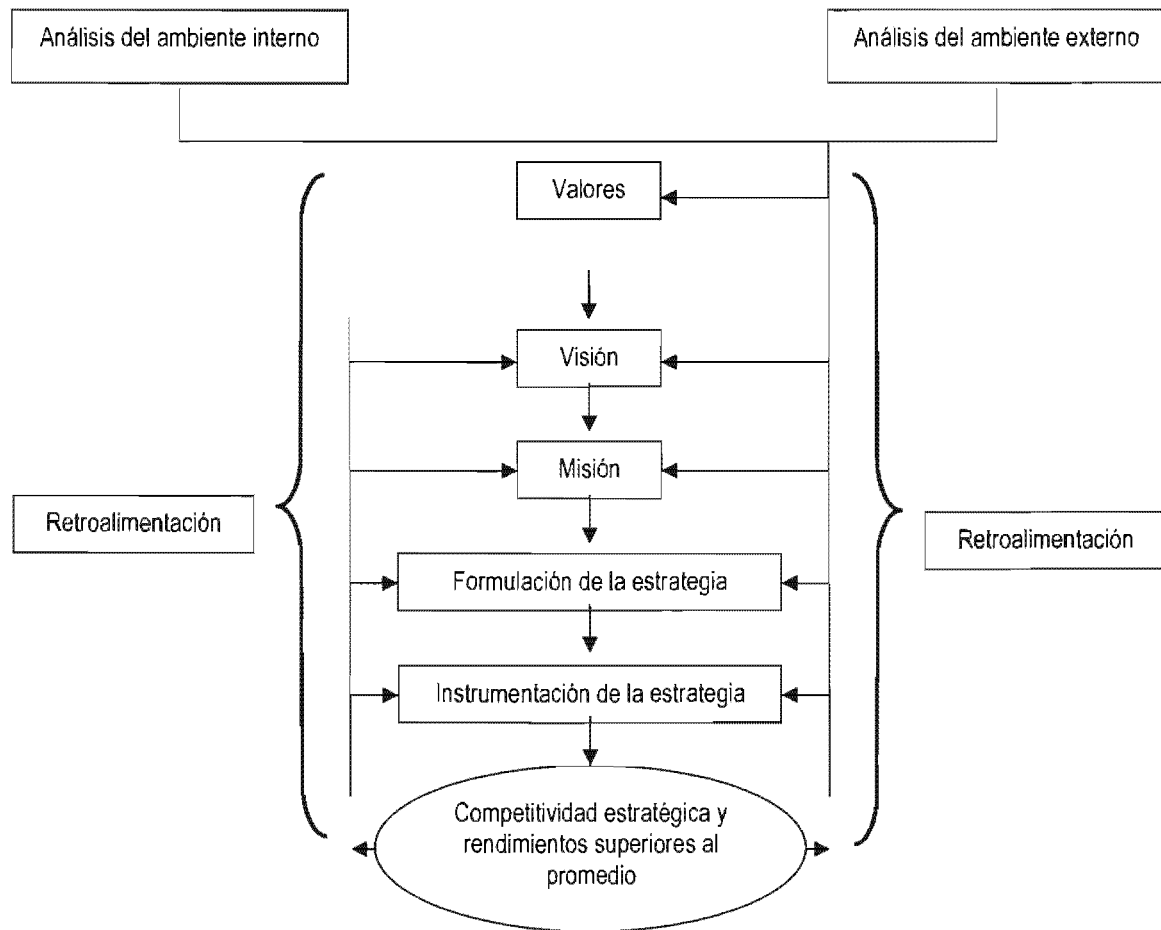 Análisis del ambiente interno
Análisis del ambiente externo
Valores
Visión
Misión
Retroalimentación
Retroalimentación
Formulación de la estrategia
Instrumentación de la estrategia
Competitividad estratégica y
rendimientos superiores al
promedio